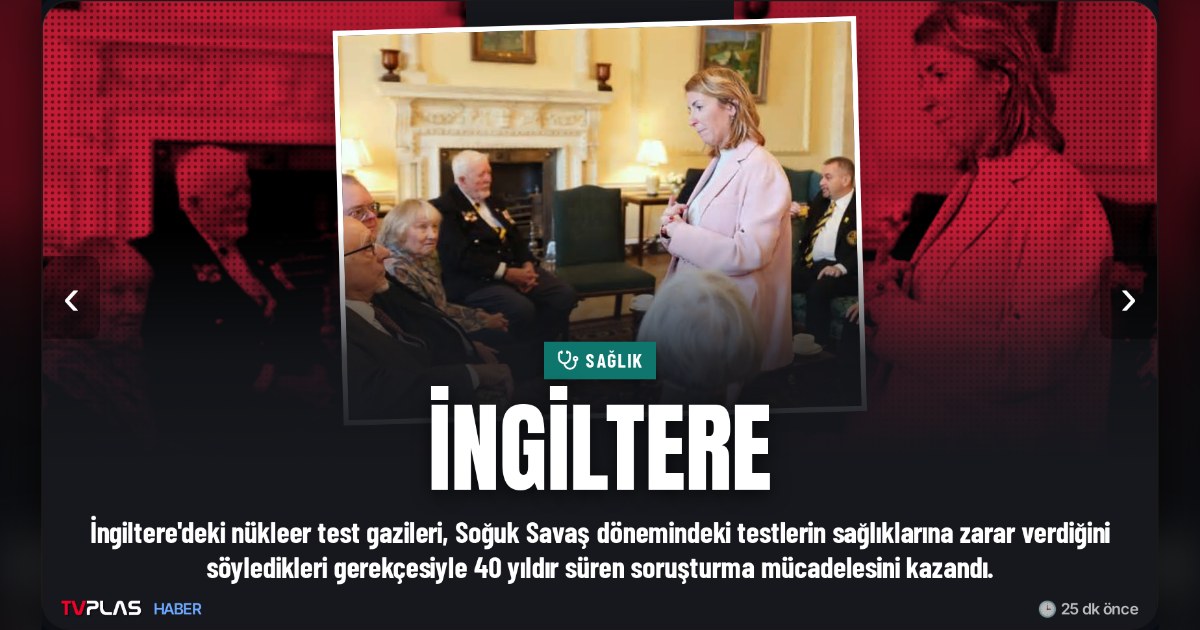 SAĞLIK
İNGİLTERE
İngiltere'deki nükleer test gazileri, Soğuk Savaş dönemindeki testlerin sağlıklarına zarar verdiğini
söyledikleri gerekçesiyle 40 yıldır süren soruşturma mücadelesini kazandı.
TVPLAS HABER
25 dk önce